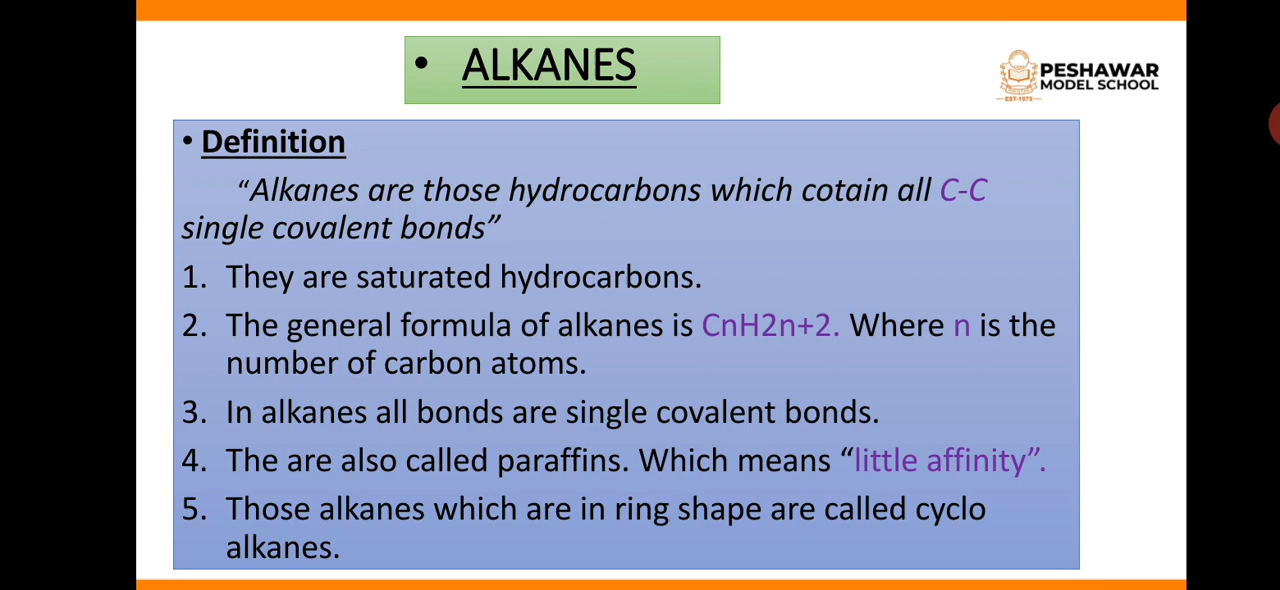 • ALKANES
PESHAWAR
MODEL SCHOOL
EST-1979
• Definition
“Alkanes are those hydrocarbons which cotain all C-C
single covalent bonds”
1. They are saturated hydrocarbons.
2. The general formula of alkanes is CnH2n+2. Where n is the
number of carbon atoms.
3. In alkanes all bonds are single covalent bonds.
4. The are also called paraffins. Which means “little affinity”.
5. Those alkanes which are in ring shape are called cyclo
alkanes.